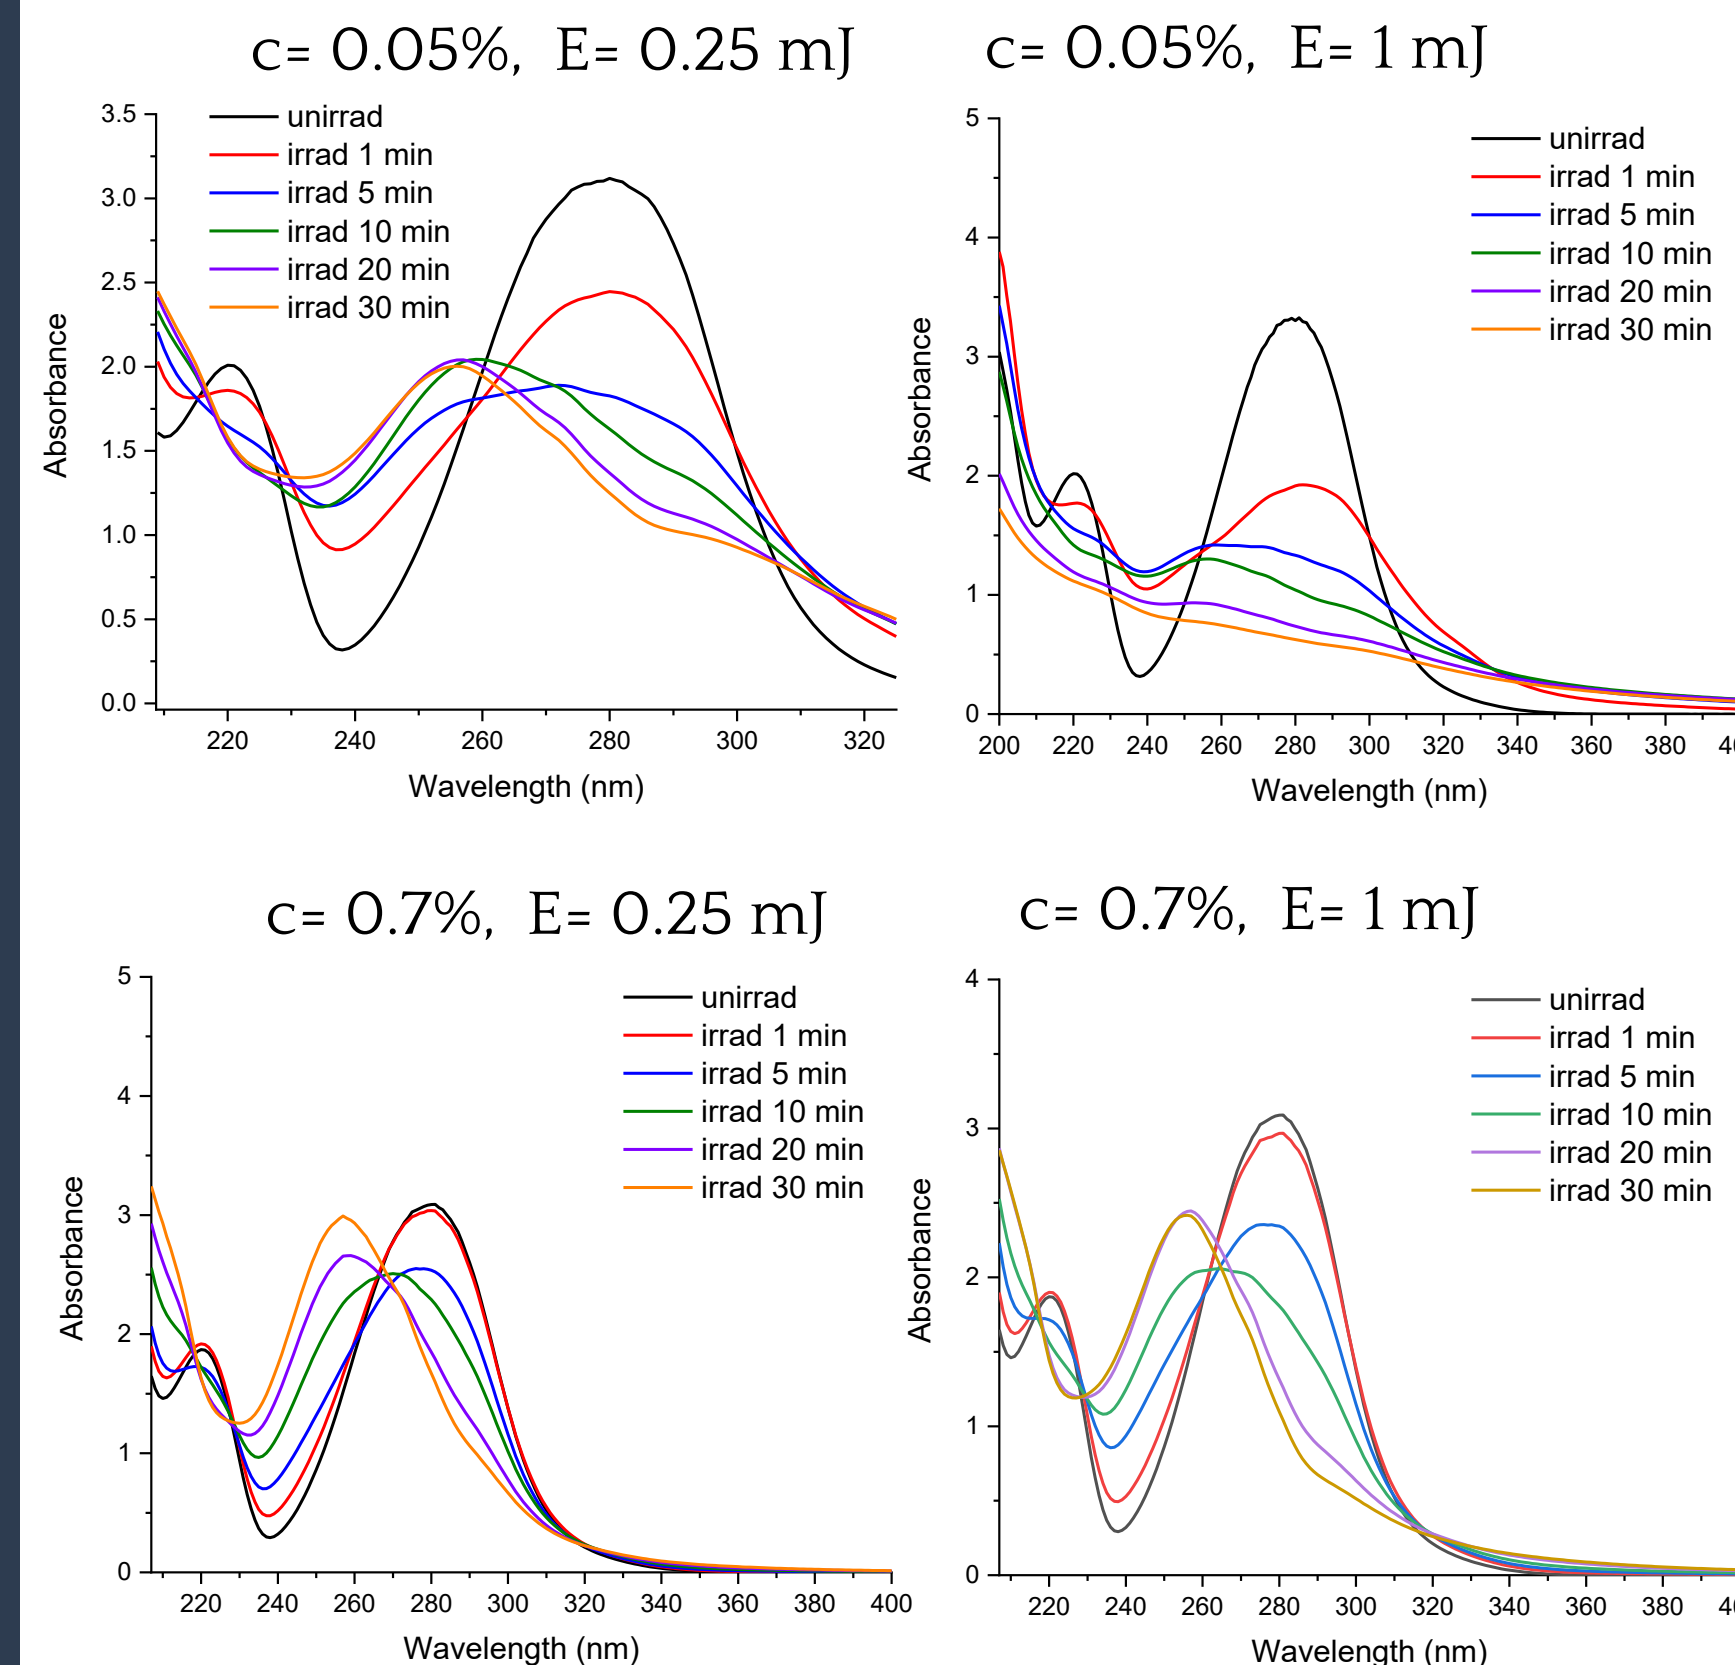 c= 0.05%, E= 0.25 mJ
3.5
3.0
2.5
2.0
1.5
1.0
0.5
0.0
Absorbance
unirrad
irrad 1 min
irrad 5 min
irrad 10 min
irrad 20 min
irrad 30 min
220 240 260 280 300 320
Wavelength (nm)
c= 0.05%, E= 1 mJ
5
4
3
2
1
0
Absorbance
unirrad
irrad 1 min
irrad 5 min
irrad 10 min
irrad 20 min
irrad 30 min
200 220 240 260 280 300 320 340 360 380
Wavelength (nm)
c= 0.7%, E= 0.25 mJ
5
4
3
2
1
0
Absorbance
unirrad
irrad 1 min
irrad 5 min
irrad 10 min
irrad 20 min
irrad 30 min
220 240 260 280 300 320 340 360 380 400
Wavelength (nm)
c= 0.7%, E= 1 mJ
4
3
2
1
0
Absorbance
unirrad
irrad 1 min
irrad 5 min
irrad 10 min
irrad 20 min
irrad 30 min
220 240 260 280 300 320 340 360 380
Wavelength (nm)